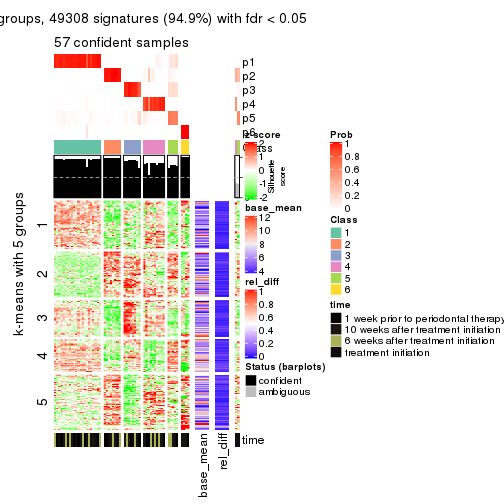 groups, 49308 signatures (94.9%) with fdr < 0.05
57 confident samples
p1
p2
p3
p4
p5
p6
Class
z-score
2
1
0
-1
-2
Silhouette
score
base_mean
12
10
8
6
4
rel_diff
1
0.8
0.6
0.4
0.2
0
Status (barplots)
confident
ambiguous
Prob
1
0.8
0.6
0.4
0.2
0
Class
1
2
3
4
5
6
time
1 week prior to periodontal therapy
10 weeks after treatment initiation
6 weeks after treatment initiation
treatment initiation
k-means with 5 groups
1
2
3
4
5
time
base_mean
rel_diff